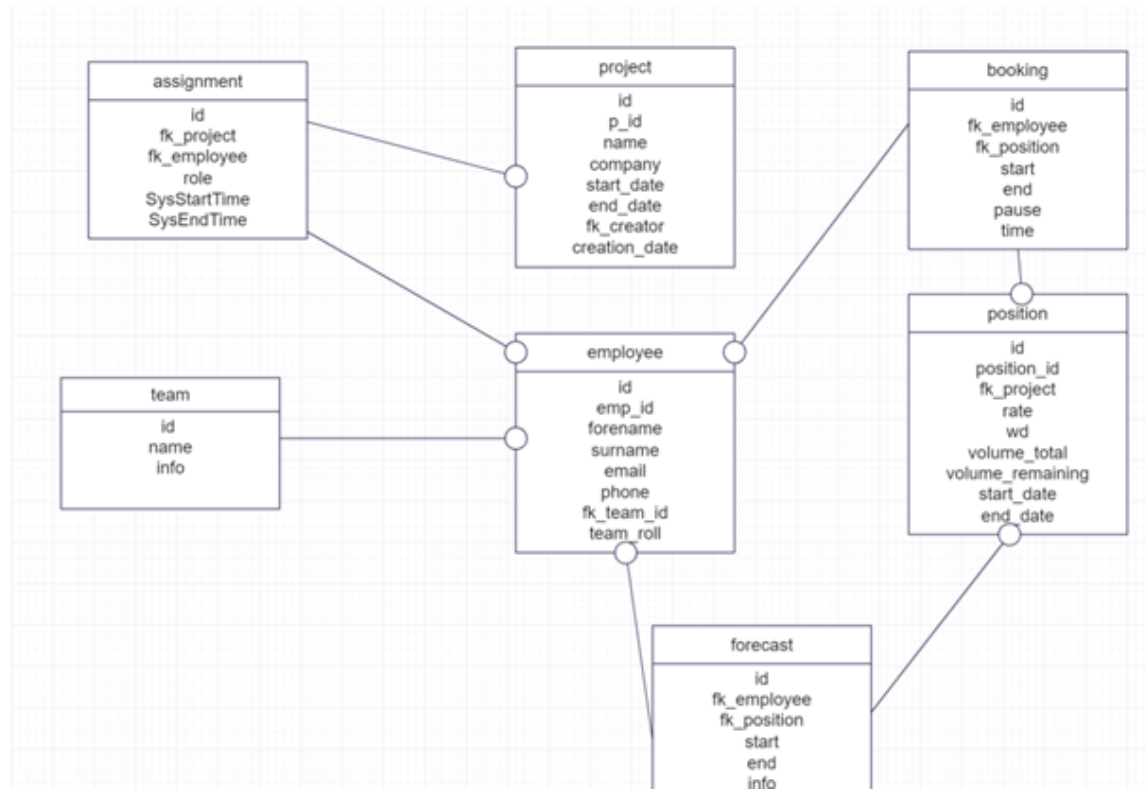 assignment
id
fk_project
fk_employee
role
SysStartTime
SysEndTime
project
id
p_id
name
company
start_date
end_date
fk_creator
creation_date
booking
id
fk_employee
fk_position
start
end
pause
time
team
id
name
info
employee
id
emp_id
forename
surname
email
phone
fk_team_id
team_roll
position
id
position_id
fk_project
rate
wd
volume_total
volume_remaining
start_date
end_date
forecast
id
fk_employee
fk_position
start
end
info